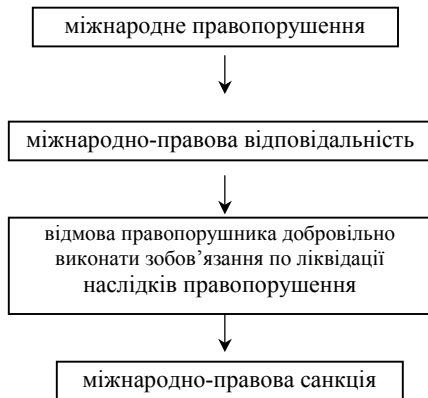 міжнародне правопорушення
міжнародно-правова відповідальність
відмова правопорушника добровільно
виконати зобов’язання по ліквідації
наслідків правопорушення
міжнародно-правова санкція